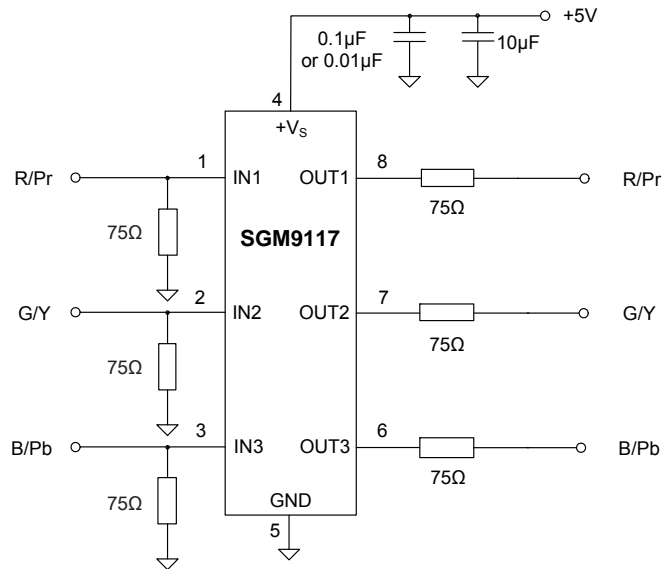 +5V
0.1µF
or 0.01µF
10µF
4
+VS
1
8
R/Pr
IN1
OUT1
R/Pr
75Ω
75Ω
SGM9117
2
7
G/Y
IN2
OUT2
G/Y
75Ω
75Ω
3
6
B/Pb
IN3
OUT3
B/Pb
75Ω
75Ω
GND
5